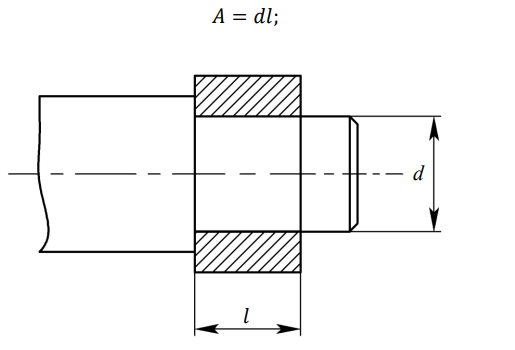 A = dl;
d
l